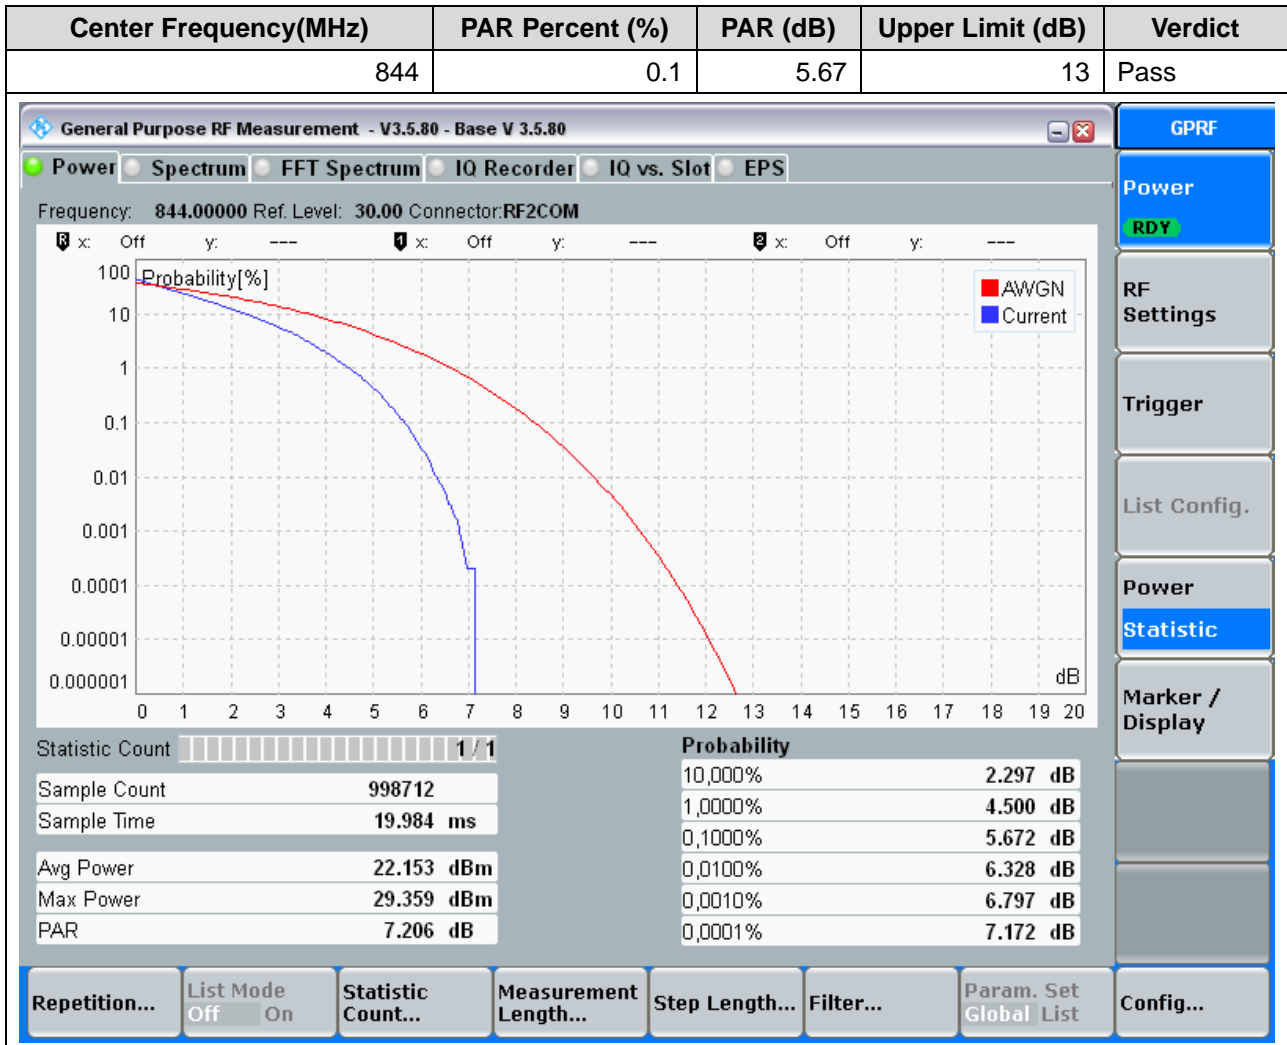 Center Frequency(MHz) PAR Percent (%) PAR (dB) Upper Limit (dB) Verdict
844 0.1 5.67 13 Pass
General Purpose RF Measurement - V3.5.80 - Base V 3.5.80
GPRF
Power Spectrum FFT Spectrum IQ Recorder IQ vs. Slot EPS
Frequency: 844.00000 Ref. Level: 30.00 Connector:RF2COM
R x: Off y: --- 1 x: Off y: --- 2 x: Off y: ---
Probability[%]
AWGN
Current
100
10
1
0.1
0.01
0.001
0.0001
0.00001
0.000001
dB
0 1 2 3 4 5 6 7 8 9 10 11 12 13 14 15 16 17 18 19 20
Statistic Count 1 / 1
Sample Count 998712
Sample Time 19.984 ms
Avg Power 22.153 dBm
Max Power 29.359 dBm
PAR 7.206 dB
Probability
10,000% 2.297 dB
1,0000% 4.500 dB
0,1000% 5.672 dB
0,0100% 6.328 dB
0,0010% 6.797 dB
0,0001% 7.172 dB
Power
RDY
RF
Settings
Trigger
List Config.
Power
Statistic
Marker /
Display
Repetition...
List Mode
Off On
Statistic
Count...
Measurement
Length...
Step Length...
Filter...
Param. Set
Global List
Config...